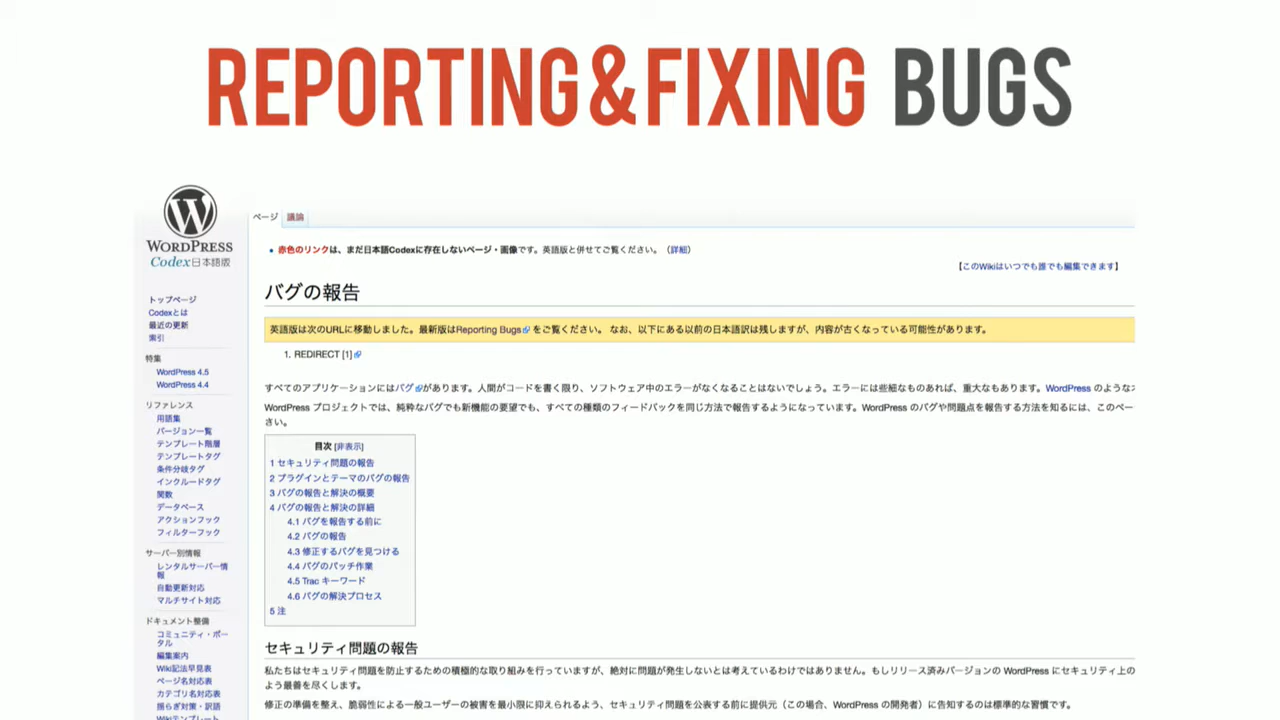 REPORTING&FIXING BUGS
WORDPRESS
Codex日本語版
ページ 議論
赤色のリンクは、まだ日本語Codexに存在しないページ・画像です。英語版と併せてご覧ください。（詳細）
【このWikiはいつでも誰でも編集できます】
バグの報告
英語版は次のURLに移動しました。最新版はReporting Bugs をご覧ください。 なお、以下にある以前の日本語訳は残しますが、内容が古くなっている可能性があります。
1. REDIRECT [1]
すべてのアプリケーションにはバグがあります。人間がコードを書く限り、ソフトウェア中のエラーがなくなることはないでしょう。エラーには些細なものあれば、重大なもあります。WordPress のような
WordPress プロジェクトでは、純粋なバグでも新機能の要望でも、すべての種類のフィードバックを同じ方法で報告するようになっています。WordPress のバグや問題点を報告する方法を知るには、このペー
さい。
目次 [非表示]
1 セキュリティ問題の報告
2 プラグインとテーマのバグの報告
3 バグの報告と解決の概要
4 バグの報告と解決の詳細
4.1 バグを報告する前に
4.2 バグの報告
4.3 修正するバグを見つける
4.4 バグのパッチ作業
4.5 Trac キーワード
4.6 バグの解決プロセス
5 注
セキュリティ問題の報告
私たちはセキュリティ問題を防止するための積極的な取り組みを行っていますが、絶対に問題が発生しないとは考えているわけではありません。もしリリース済みバージョンの WordPress にセキュリティ上の
よう最善を尽くします。
修正の準備を整え、脆弱性による一般ユーザーの被害を最小限に抑えられるよう、セキュリティ問題を公表する前に提供元（この場合、WordPress の開発者）に告知するのは標準的な習慣です。
トップページ
Codexとは
最近の更新
索引
特集
WordPress 4.5
WordPress 4.4
リファレンス
用語集
バージョン一覧
テンプレート階層
テンプレートタグ
条件分岐タグ
インクルードタグ
関数
データベース
アクションフック
フィルターフック
サーバー別情報
レンタルサーバー情
報
自動更新対応
マルチサイト対応
ドキュメント整備
コミュニティ・ポー
タル
編集案内
Wiki記法早見表
ページ名対応表
カテゴリ名対応表
揺らぎ対策・訳語
Wikiテンプレート